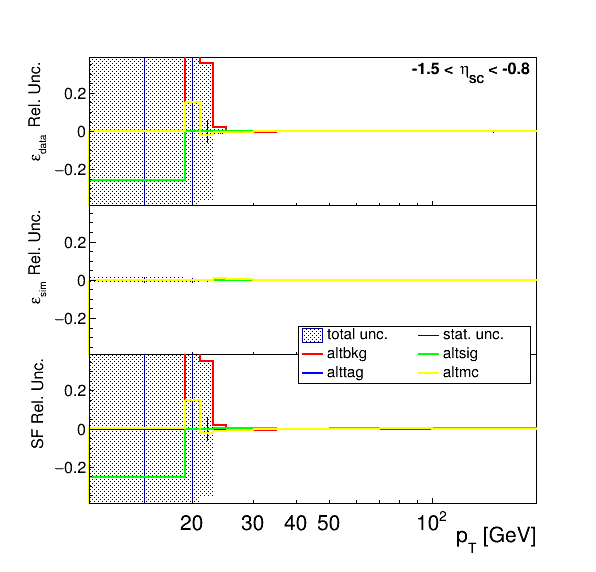 -1.5 < η_SC < -0.8
ε_data Rel. Unc.
0.2
0
−0.2
ε_sim Rel. Unc.
0.2
0
−0.2
total unc. stat. unc.
altbkg altsig
alttag altmc
SF Rel. Unc.
0.2
0
−0.2
20 30 40 50 10²
p_T [GeV]